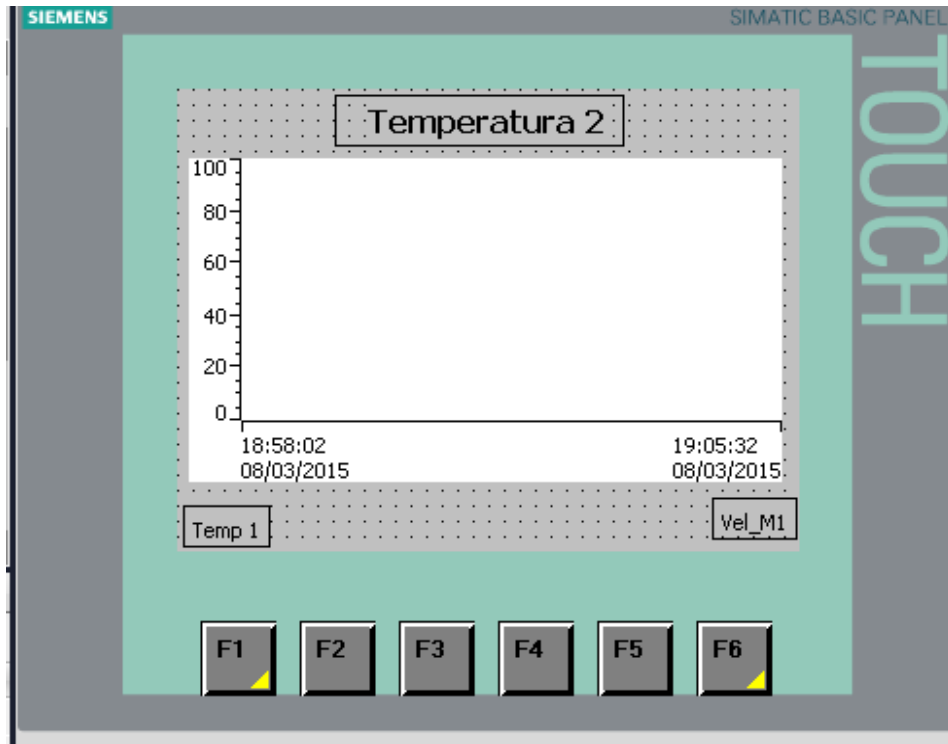 SIEMENS
SIMATIC BASIC PANEL
TOUCH
Temperatura 2
100
80
60
40
20
0
18:58:02
08/03/2015
19:05:32
08/03/2015
Temp 1
Vel_M1
F1
F2
F3
F4
F5
F6